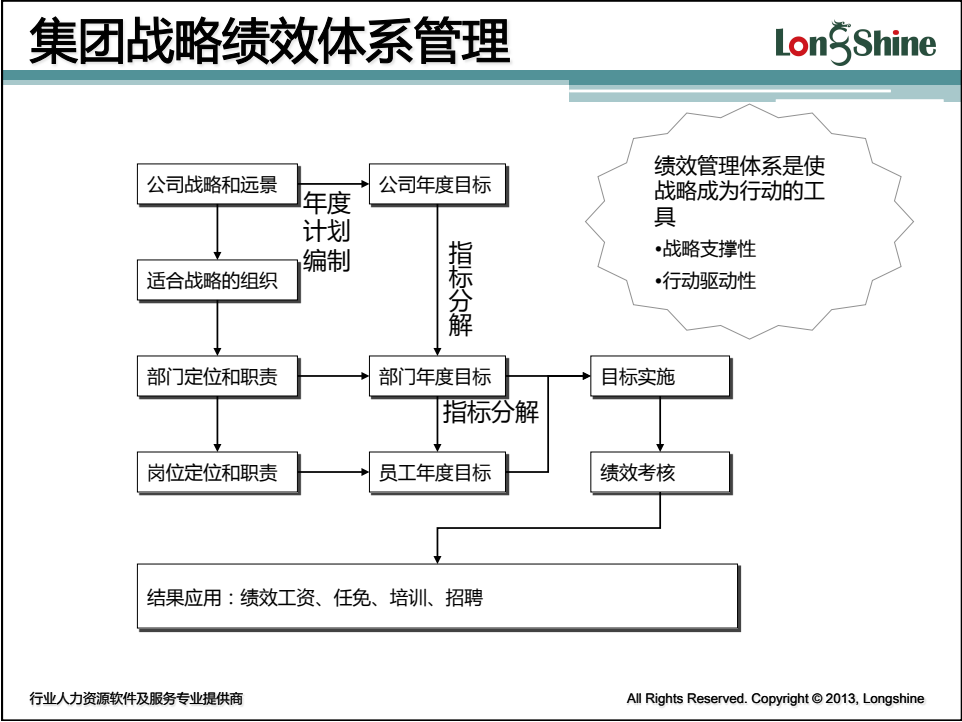 集团战略绩效体系管理
LongShine
绩效管理体系是使
战略成为行动的工
具
•战略支撑性
•行动驱动性
公司战略和远景
公司年度目标
年度
计划
编制
适合战略的组织
指
标
分
解
部门定位和职责
部门年度目标
目标实施
指标分解
岗位定位和职责
员工年度目标
绩效考核
结果应用：绩效工资、任免、培训、招聘
行业人力资源软件及服务专业提供商
All Rights Reserved. Copyright © 2013, Longshine